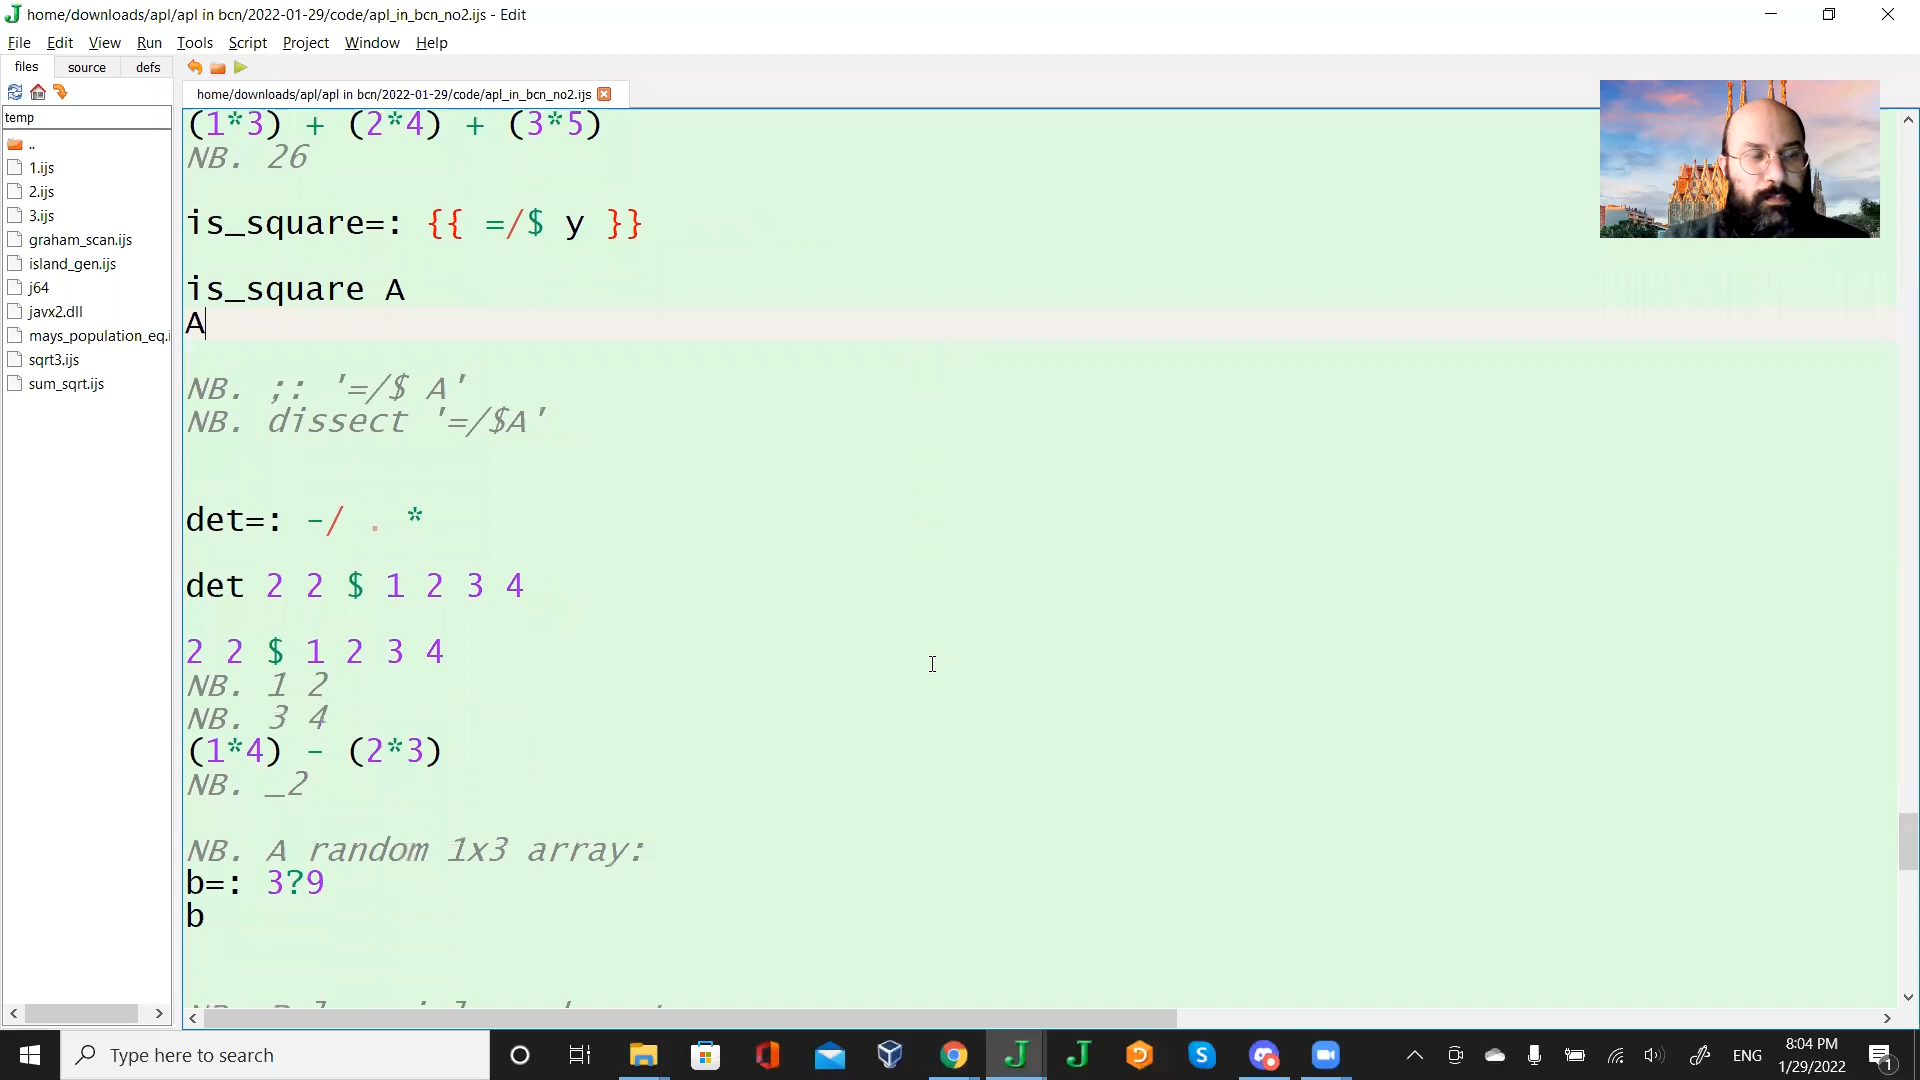 home/downloads/apl/apl in bcn/2022-01-29/code/apl_in_bcn_no2.ijs - Edit
File Edit View Run Tools Script Project Window Help
files source defs
home/downloads/apl/apl in bcn/2022-01-29/code/apl_in_bcn_no2.ijs
temp
..
1.ijs
2.ijs
3.ijs
graham_scan.ijs
island_gen.ijs
j64
javx2.dll
mays_population_eq.i
sqrt3.ijs
sum_sqrt.ijs
(1*3) + (2*4) + (3*5)
NB. 26
is_square=: {{ =/$ y }}
is_square A
A
NB. ;: '=/$ A'
NB. dissect '=/$A'
det=: -/ . *
det 2 2 $ 1 2 3 4
2 2 $ 1 2 3 4
NB. 1 2
NB. 3 4
(1*4) - (2*3)
NB. _2
NB. A random 1x3 array:
b=: 3?9
b
Type here to search
ENG
8:04 PM
1/29/2022
1